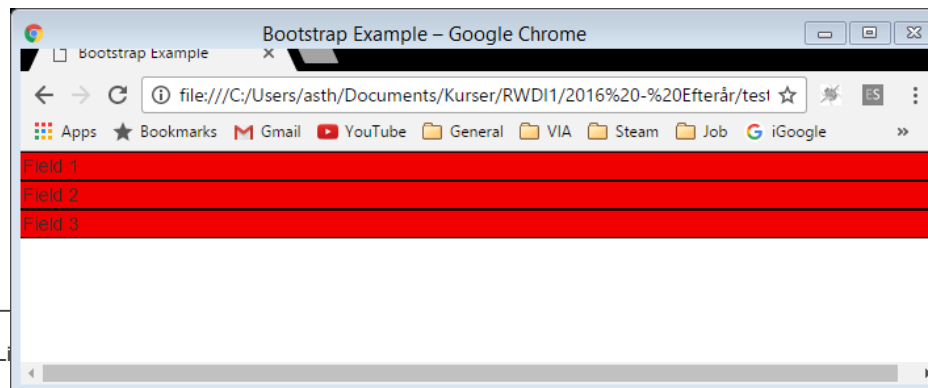 Bootstrap Example – Google Chrome
Bootstrap Example
file:///C:/Users/asth/Documents/Kurser/RWDI1/2016%20-%20Efterår/test
ES
Apps Bookmarks Gmail YouTube General VIA Steam Job iGoogle »
Field 1
Field 2
Field 3